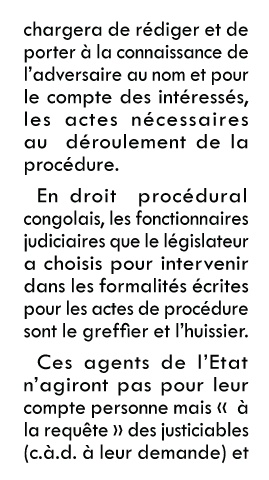 chargera de rédiger et de
porter à la connaissance de
l'adversaire au nom et pour
le compte des intéressés,
les actes nécessaires
au déroulement de la
procédure.
En droit procédural
congolais, les fonctionnaires
judiciaires que le législateur
a choisis pour intervenir
dans les formalités écrites
pour les actes de procédure
sont le greffier et l'huissier.
Ces agents de l'Etat
n'agiront pas pour leur
compte personne mais « à
la requête » des justiciables
(c.à.d. à leur demande) et